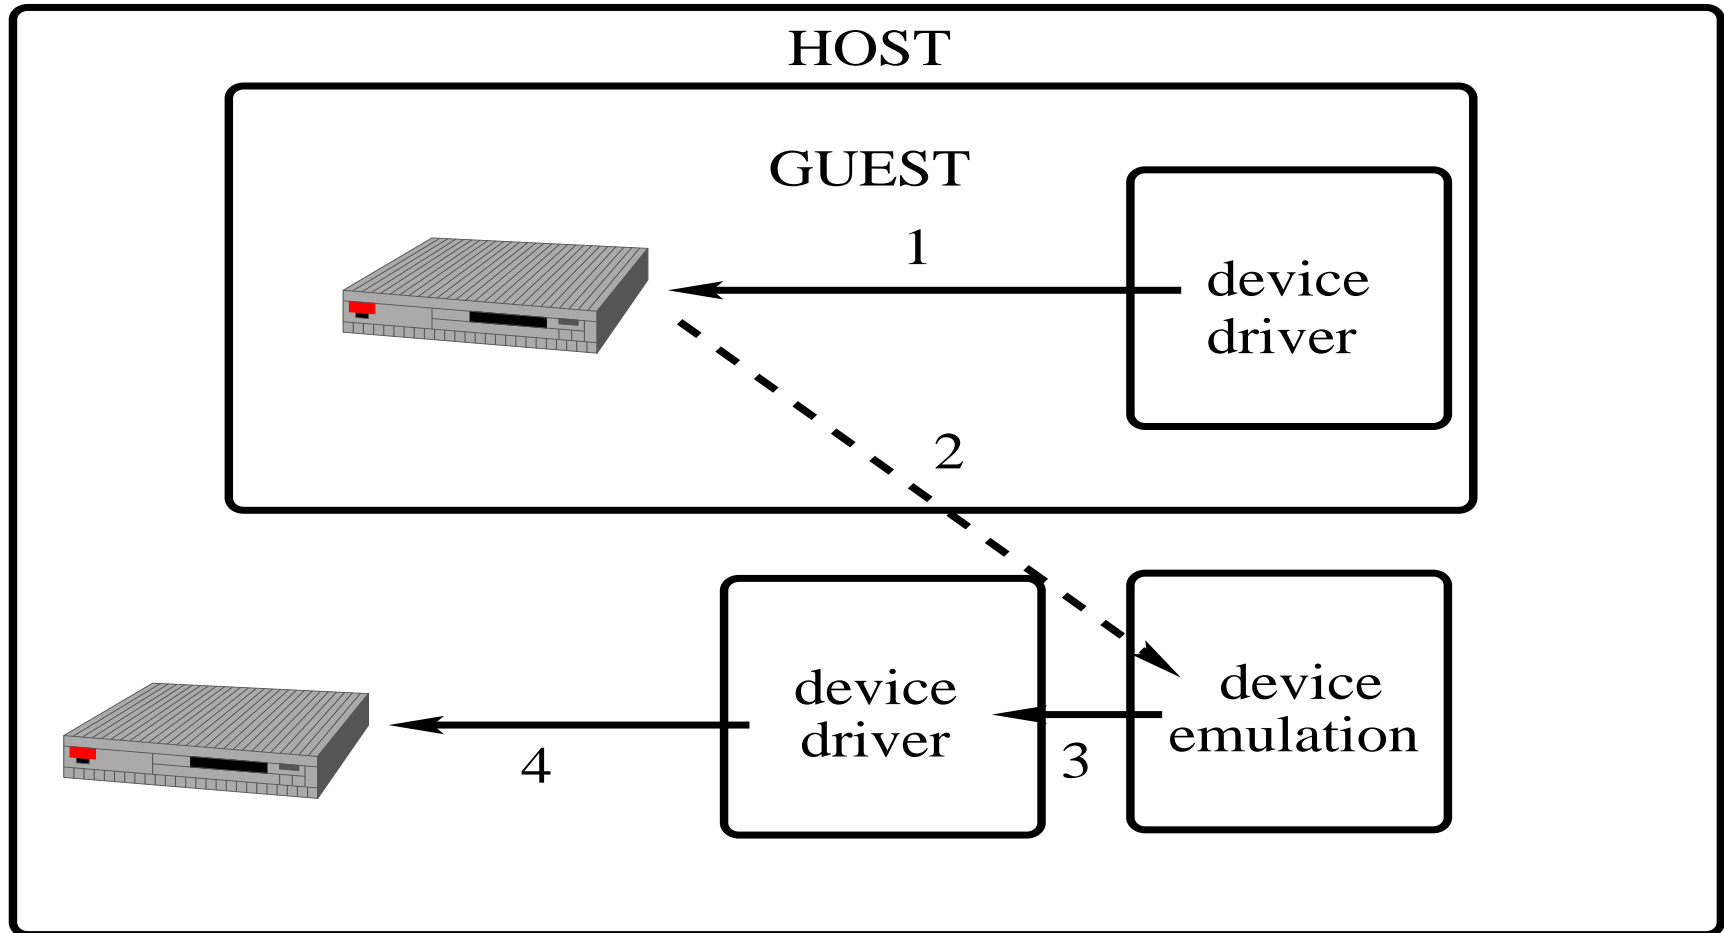 HOST
GUEST
1
device
driver
2
device
driver
device
emulation
3
4